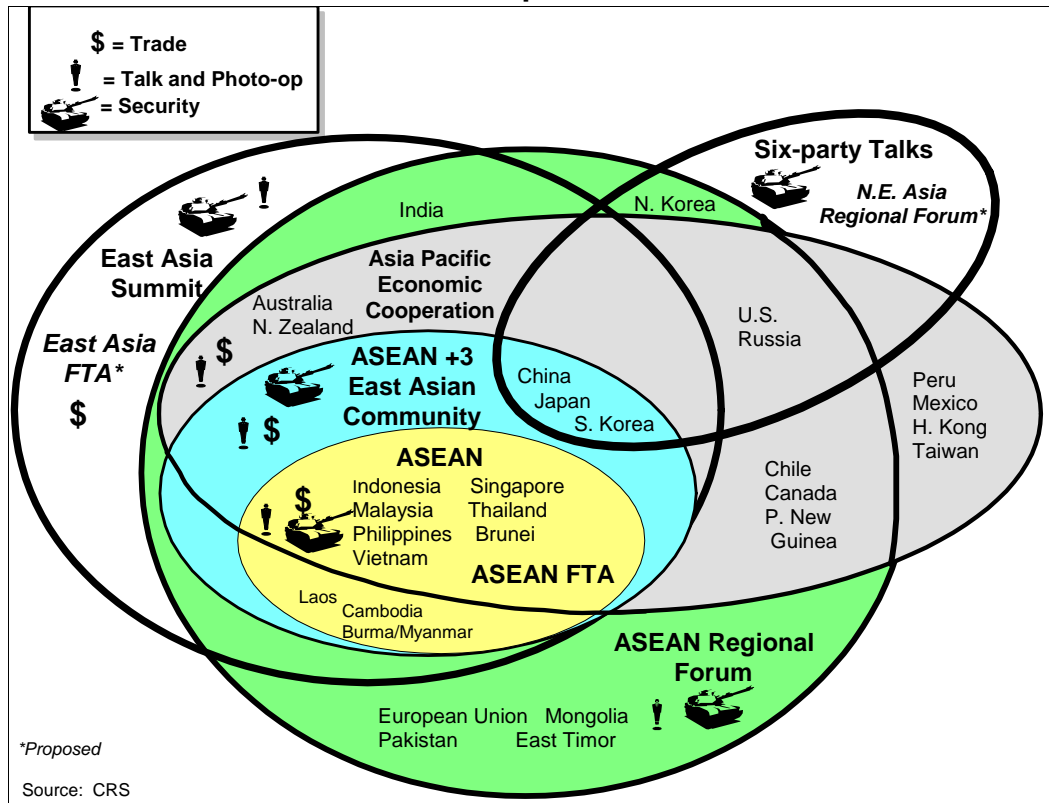 $ = Trade
= Talk and Photo-op
= Security
Six-party Talks
N.E. Asia
Regional Forum*
N. Korea
India
East Asia
Summit
East Asia
FTA*
$
Asia Pacific
Economic
Cooperation
Australia
N. Zealand
$
U.S.
Russia
ASEAN +3
East Asian
Community
$
China
Japan
S. Korea
Peru
Mexico
H. Kong
Taiwan
ASEAN
Indonesia Singapore
Malaysia Thailand
Philippines Brunei
Vietnam
$
ASEAN FTA
Chile
Canada
P. New
Guinea
Laos
Cambodia
Burma/Myanmar
ASEAN Regional
Forum
European Union Mongolia
Pakistan East Timor
*Proposed
Source: CRS